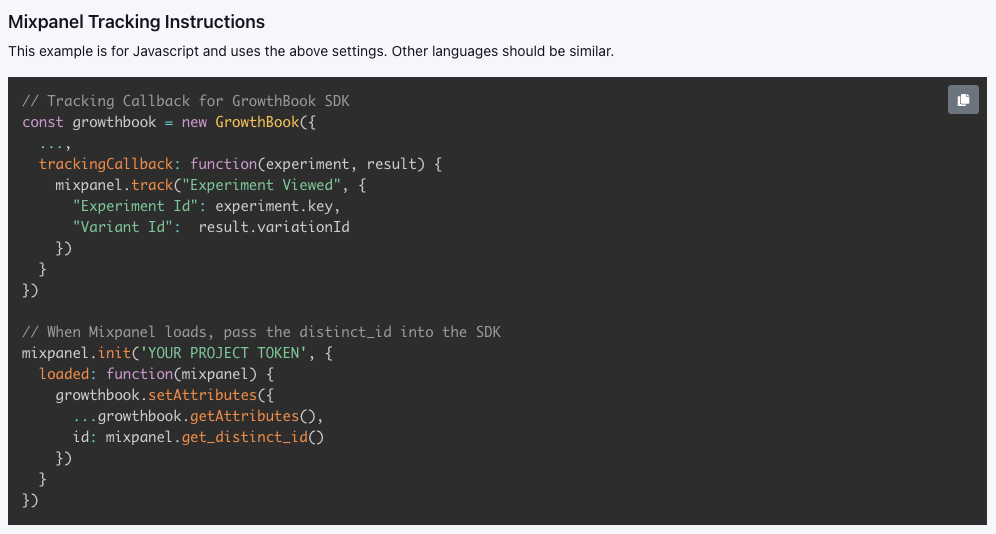 Mixpanel Tracking Instructions
This example is for Javascript and uses the above settings. Other languages should be similar.
// Tracking Callback for GrowthBook SDK
const growthbook = new GrowthBook({
  ...,
  trackingCallback: function(experiment, result) {
    mixpanel.track("Experiment Viewed", {
      "Experiment Id": experiment.key,
      "Variant Id":  result.variationId
    })
  }
})

// When Mixpanel loads, pass the distinct_id into the SDK
mixpanel.init('YOUR PROJECT TOKEN', {
  loaded: function(mixpanel) {
    growthbook.setAttributes({
      ...growthbook.getAttributes(),
      id: mixpanel.get_distinct_id()
    })
  }
})